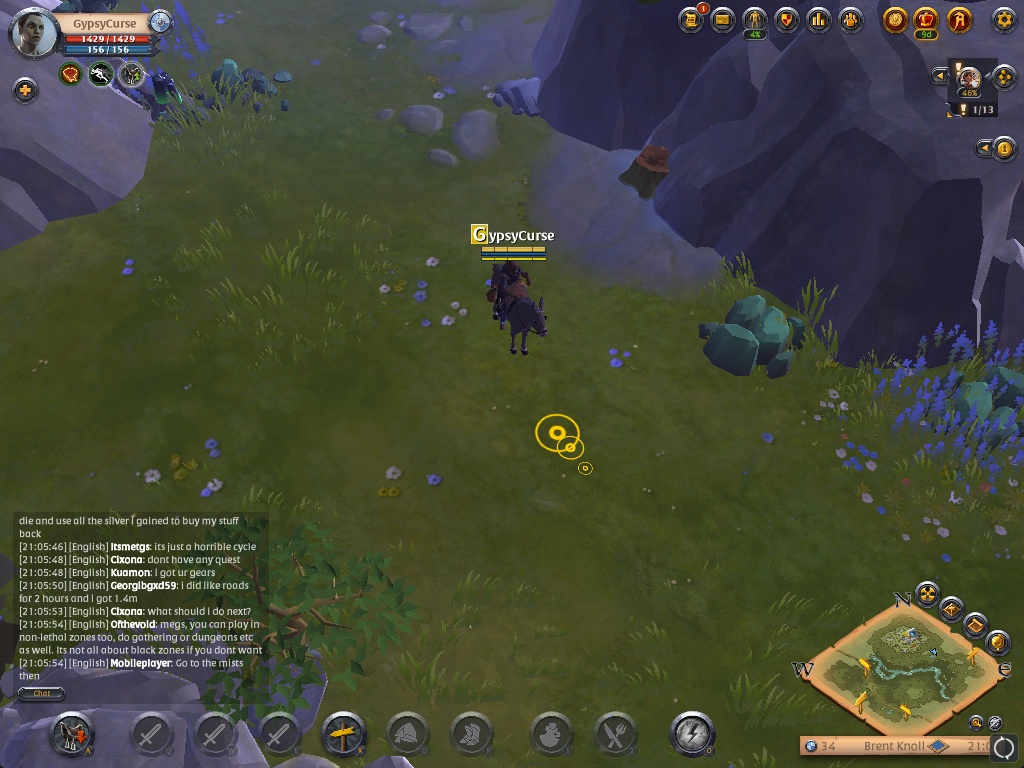 GypsyCurse
1429 / 1429
156 / 156
1
4%
9d
46%
1/13
1
GypsyCurse
die and use all the silver i gained to buy my stuff
back
[21:05:46] [English] Itsmetgs: its just a horrible cycle
[21:05:48] [English] Cixona: dont have any quest
[21:05:48] [English] Kuamon: i got ur gears
[21:05:50] [English] Georgibgxd59: i did like roads
for 2 hours and i got 1.4m
[21:05:53] [English] Cixona: what should i do next?
[21:05:54] [English] Ofthevold: megs, you can play in
non-lethal zones too, do gathering or dungeons etc
as well. Its not all about black zones if you dont want
[21:05:54] [English] Moblieplayer: Go to the mists
then
Chat
N
W
E
A
Q
W
E
R
D
F
34
Brent Knoll